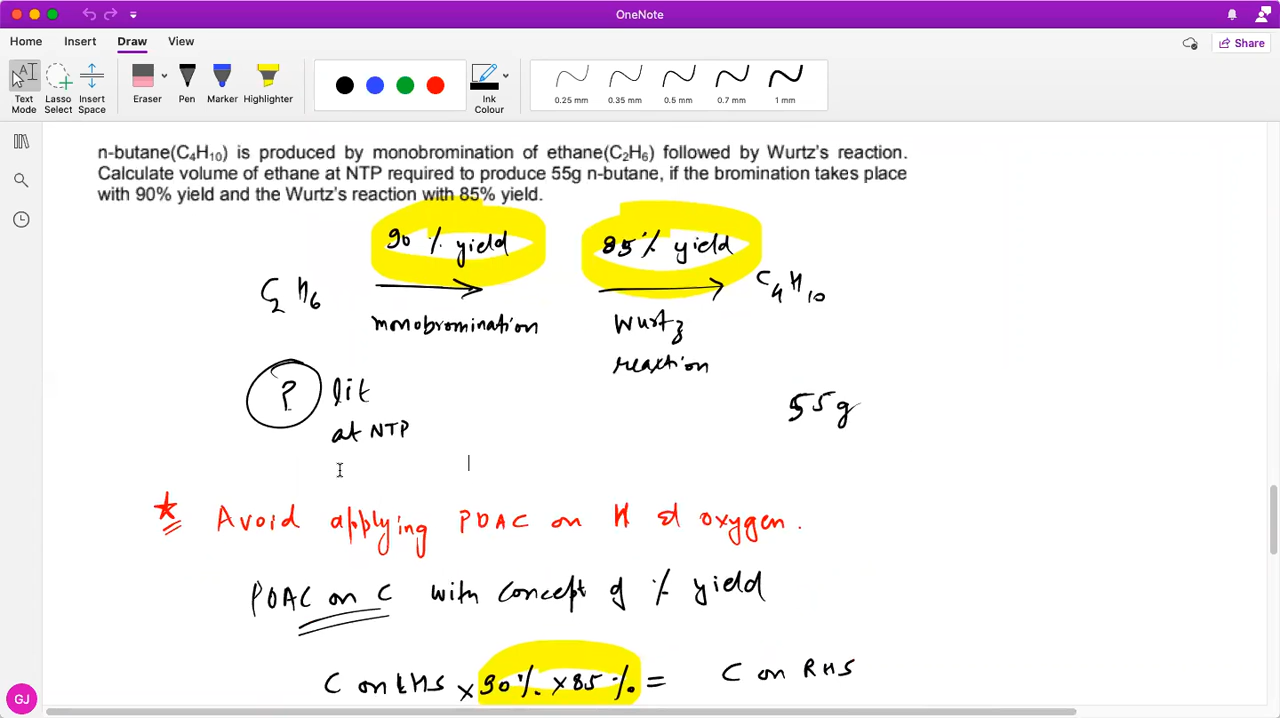 OneNote
Home Insert Draw View
Share
Text Mode
Lasso Select
Insert Space
Eraser
Pen
Marker
Highlighter
0.25 mm
0.35 mm
0.5 mm
0.7 mm
1 mm
Ink Colour
n-butane(C₄H₁₀) is produced by monobromination of ethane(C₂H₆) followed by Wurtz's reaction.
Calculate volume of ethane at NTP required to produce 55g n-butane, if the bromination takes place
with 90% yield and the Wurtz's reaction with 85% yield.
90 % yield 85 % yield
C₂H₆ → → C₄H₁₀
monobromination Wurtz
reaction
? lit 55g
at NTP
★ Avoid applying POAC on H & oxygen.
POAC on C with concept of % yield
C on LHS × 90% × 85% = C on RHS
GJ